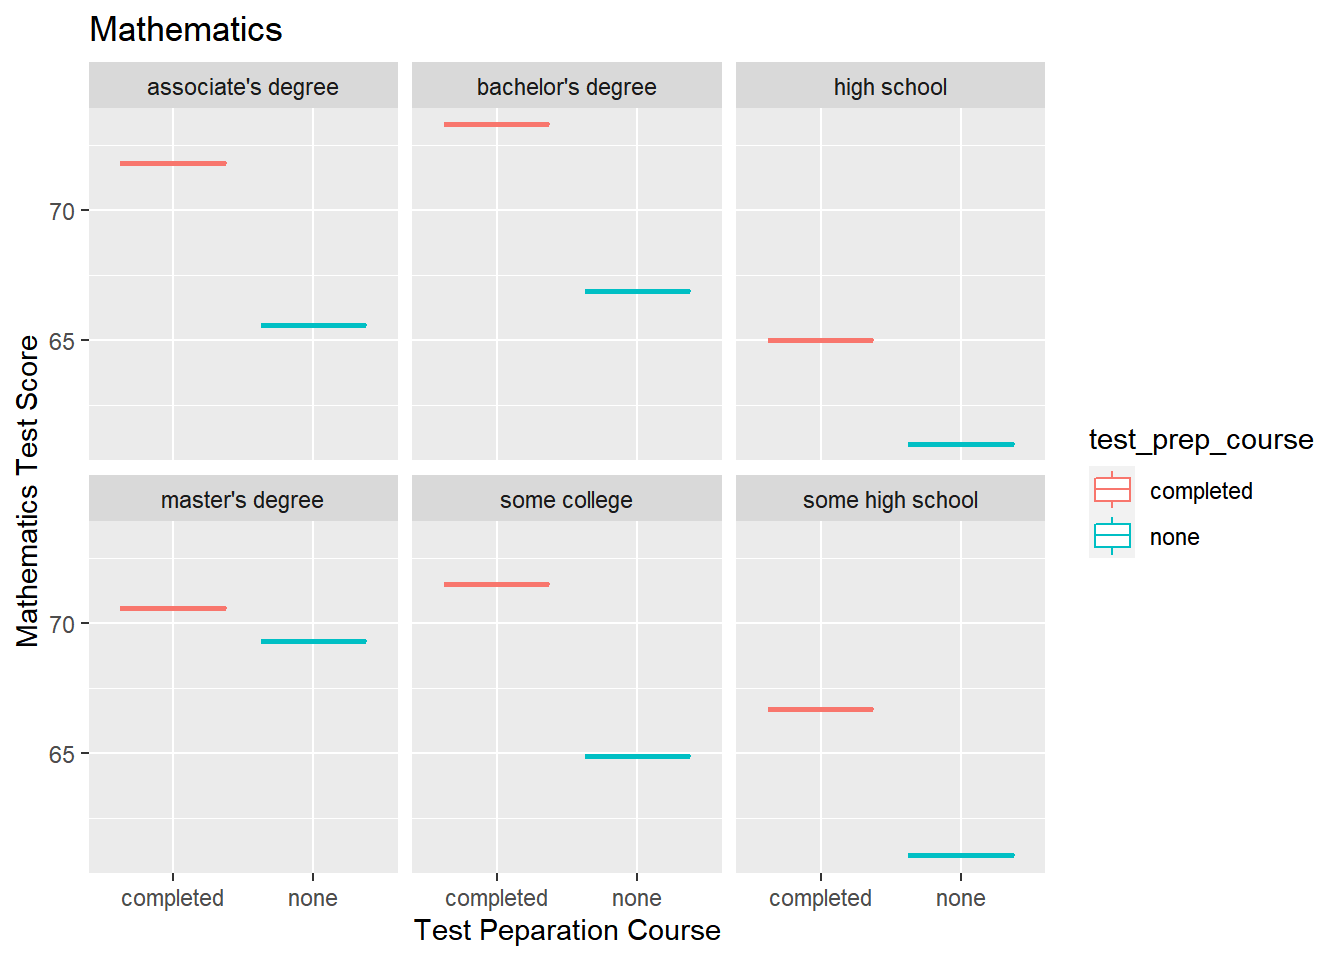 Mathematics
associate's degree
bachelor's degree
high school
70
65
master's degree
some college
some high school
70
65
Mathematics Test Score
completed
none
completed
none
completed
none
Test Peparation Course
test_prep_course
completed
none